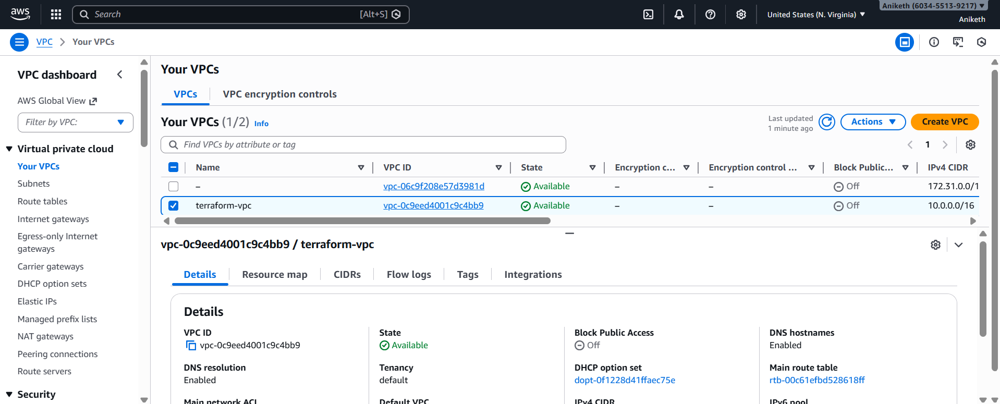 aws
Search
[Alt+S]
United States (N. Virginia)
Aniketh (6034-5513-9217)
Aniketh
VPC
Your VPCs
VPC dashboard
AWS Global View
Filter by VPC:
Virtual private cloud
Your VPCs
Subnets
Route tables
Internet gateways
Egress-only Internet
gateways
Carrier gateways
DHCP option sets
Elastic IPs
Managed prefix lists
NAT gateways
Peering connections
Route servers
Security
Your VPCs
VPCs
VPC encryption controls
Your VPCs (1/2) Info
Last updated
1 minute ago
Actions
Create VPC
Find VPCs by attribute or tag
1
Name VPC ID State Encryption c... Encryption control ... Block Public... IPv4 CIDR
– vpc-06c9f208e57d3981d Available – – Off 172.31.0.0/1
terraform-vpc vpc-0c9eed4001c9c4bb9 Available – – Off 10.0.0.0/16
vpc-0c9eed4001c9c4bb9 / terraform-vpc
Details Resource map CIDRs Flow logs Tags Integrations
Details
VPC ID
vpc-0c9eed4001c9c4bb9
State
Available
Block Public Access
Off
DNS hostnames
Enabled
DNS resolution
Enabled
Tenancy
default
DHCP option set
dopt-0f1228d41ffaec75e
Main route table
rtb-00c61efbd528618ff
Main network ACL
Default VPC
IPv4 CIDR
IPv6 pool